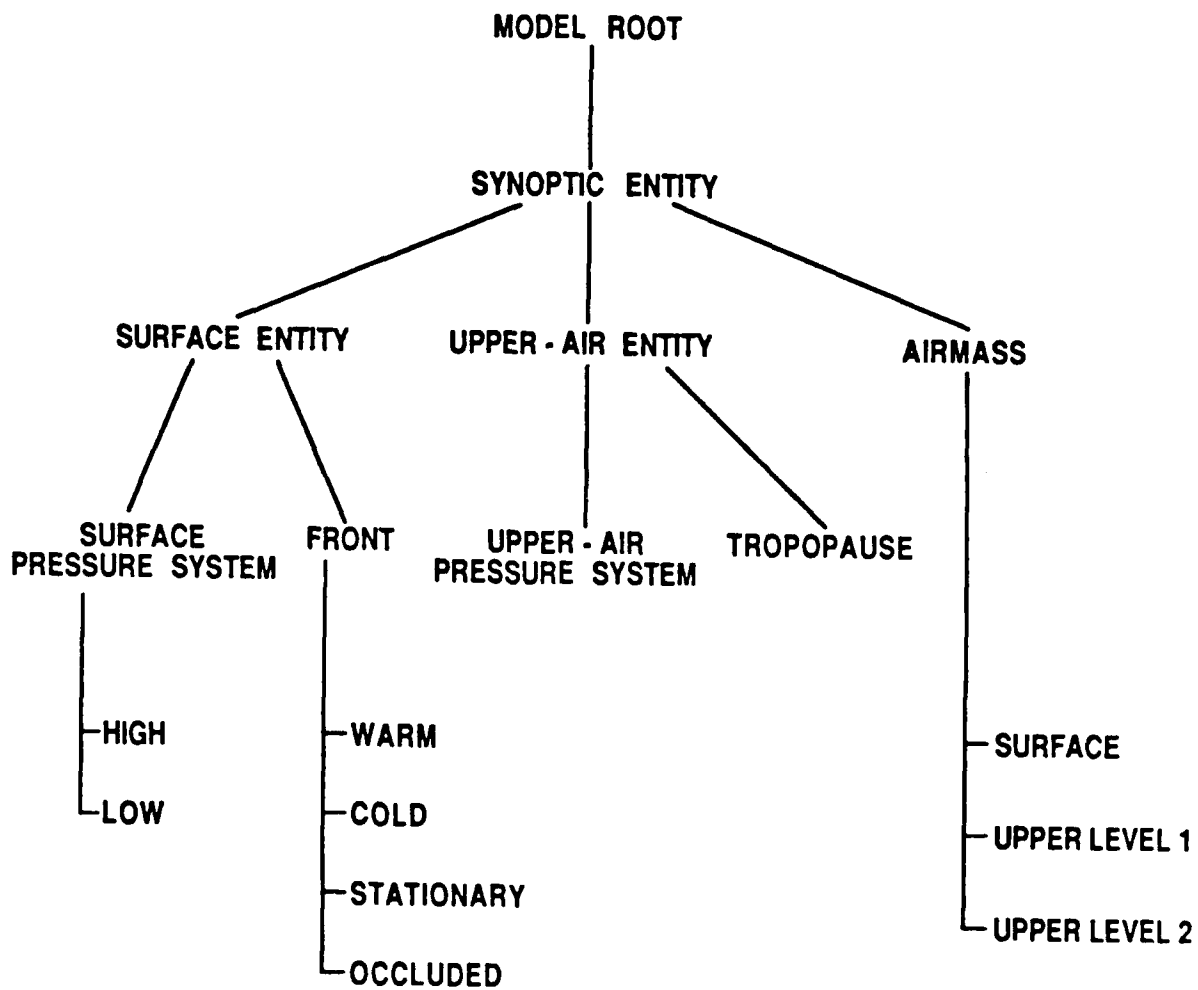 MODEL ROOT
SYNOPTIC ENTITY
SURFACE ENTITY
UPPER - AIR ENTITY
AIRMASS
SURFACE
PRESSURE SYSTEM
FRONT
UPPER - AIR
PRESSURE SYSTEM
TROPOPAUSE
HIGH
LOW
WARM
COLD
STATIONARY
OCCLUDED
SURFACE
UPPER LEVEL 1
UPPER LEVEL 2